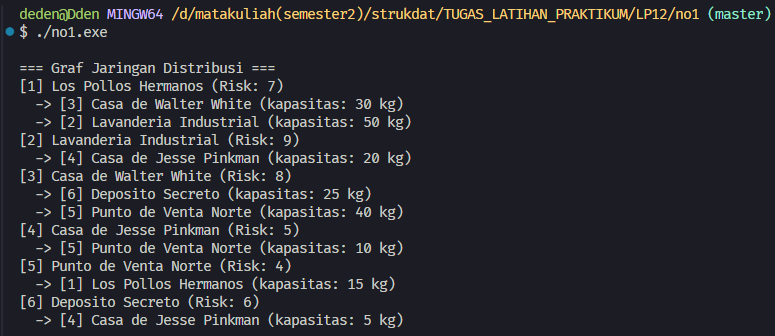 deden@Dden MINGW64 /d/matakuliah(semester2)/strukdat/TUGAS_LATIHAN_PRAKTIKUM/LP12/no1 (master)
$ ./no1.exe
=== Graf Jaringan Distribusi ===
[1] Los Pollos Hermanos (Risk: 7)
  -> [3] Casa de Walter White (kapasitas: 30 kg)
  -> [2] Lavanderia Industrial (kapasitas: 50 kg)
[2] Lavanderia Industrial (Risk: 9)
  -> [4] Casa de Jesse Pinkman (kapasitas: 20 kg)
[3] Casa de Walter White (Risk: 8)
  -> [6] Deposito Secreto (kapasitas: 25 kg)
  -> [5] Punto de Venta Norte (kapasitas: 40 kg)
[4] Casa de Jesse Pinkman (Risk: 5)
  -> [5] Punto de Venta Norte (kapasitas: 10 kg)
[5] Punto de Venta Norte (Risk: 4)
  -> [1] Los Pollos Hermanos (kapasitas: 15 kg)
[6] Deposito Secreto (Risk: 6)
  -> [4] Casa de Jesse Pinkman (kapasitas: 5 kg)